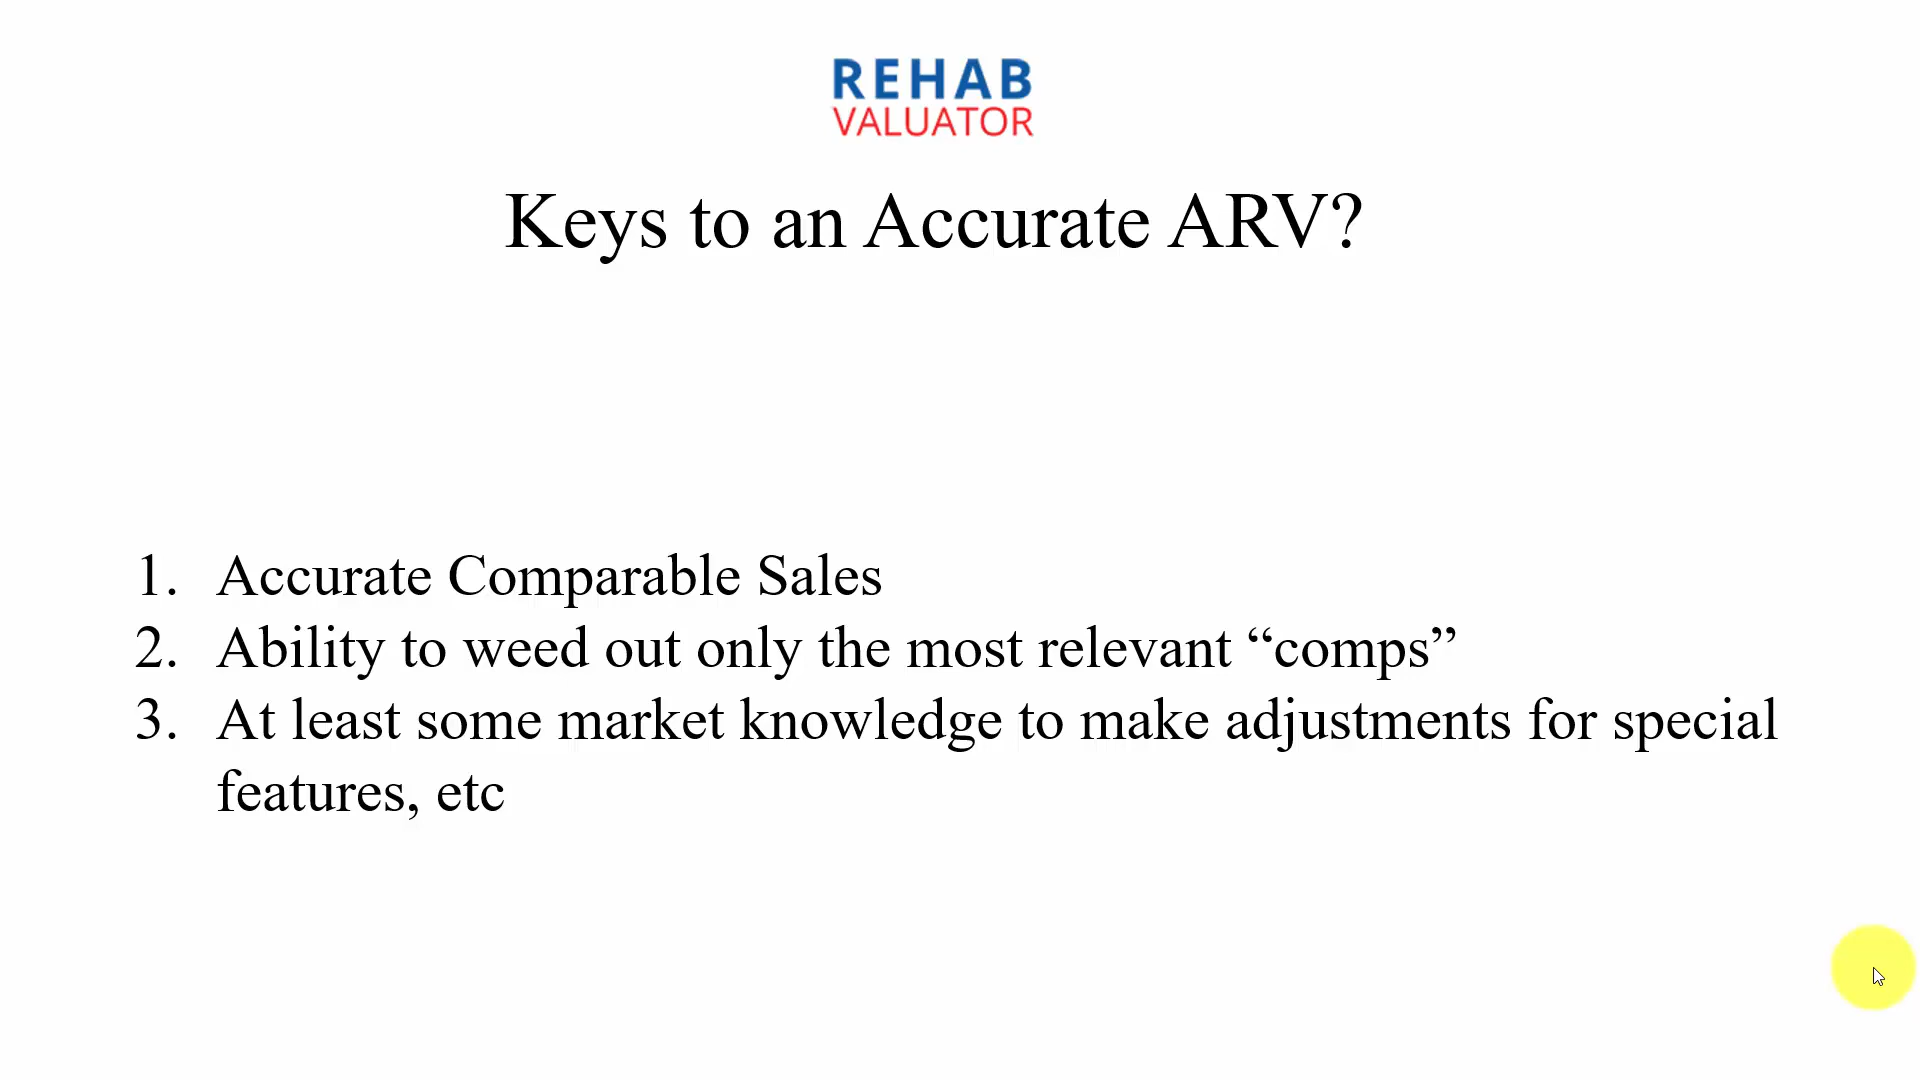 REHAB
VALUATOR
Keys to an Accurate ARV?
1. Accurate Comparable Sales
2. Ability to weed out only the most relevant “comps”
3. At least some market knowledge to make adjustments for special
features, etc